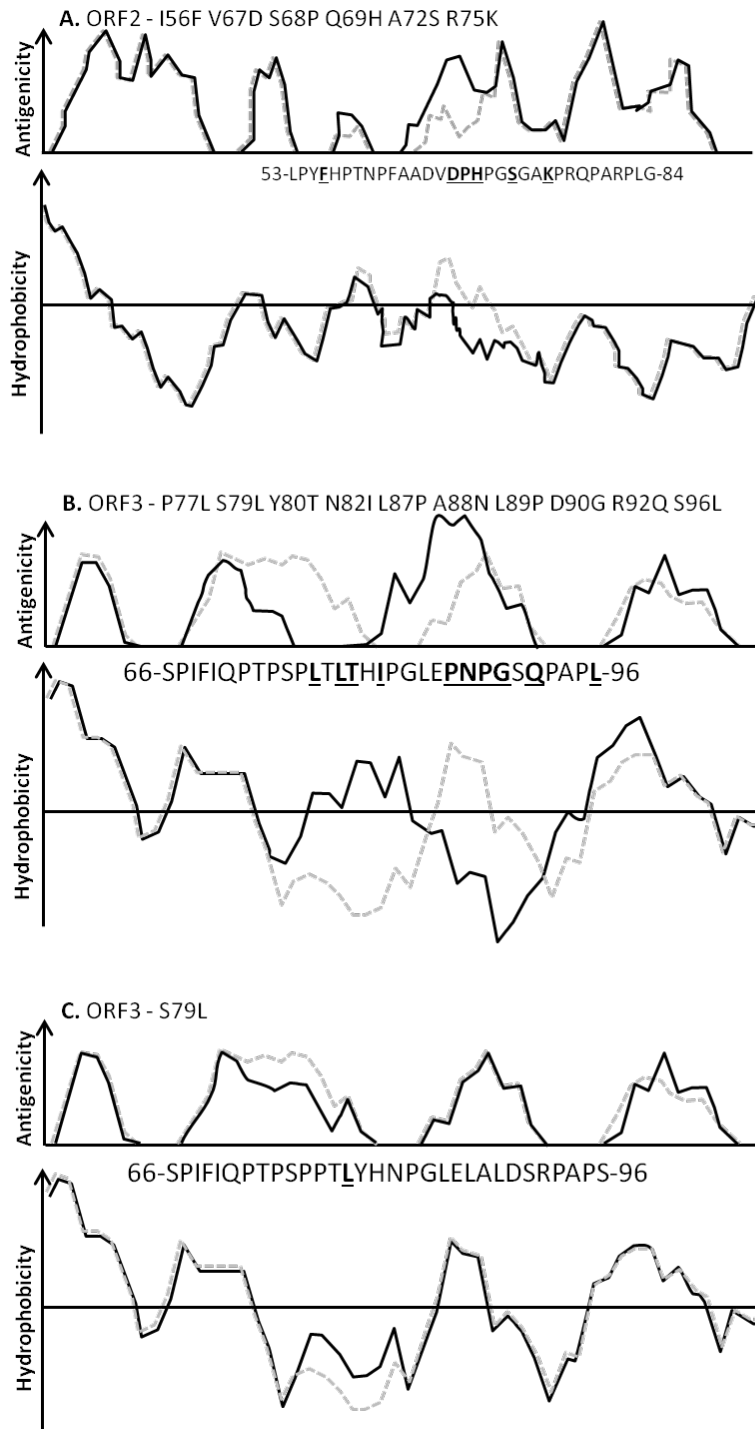 A. ORF2 - I56F V67D S68P Q69H A72S R75K
Antigenicity
53-LPYFHPTNPFAADVDPHPGSGAKPRQPARPLG-84
Hydrophobicity
B. ORF3 - P77L S79L Y80T N82I L87P A88N L89P D90G R92Q S96L
Antigenicity
66-SPIFIQPTPSPLTLTHIPGLEPNPGSQPAPL-96
Hydrophobicity
C. ORF3 - S79L
Antigenicity
66-SPIFIQPTPSPPTLYHNPGLELALDSRPAPS-96
Hydrophobicity